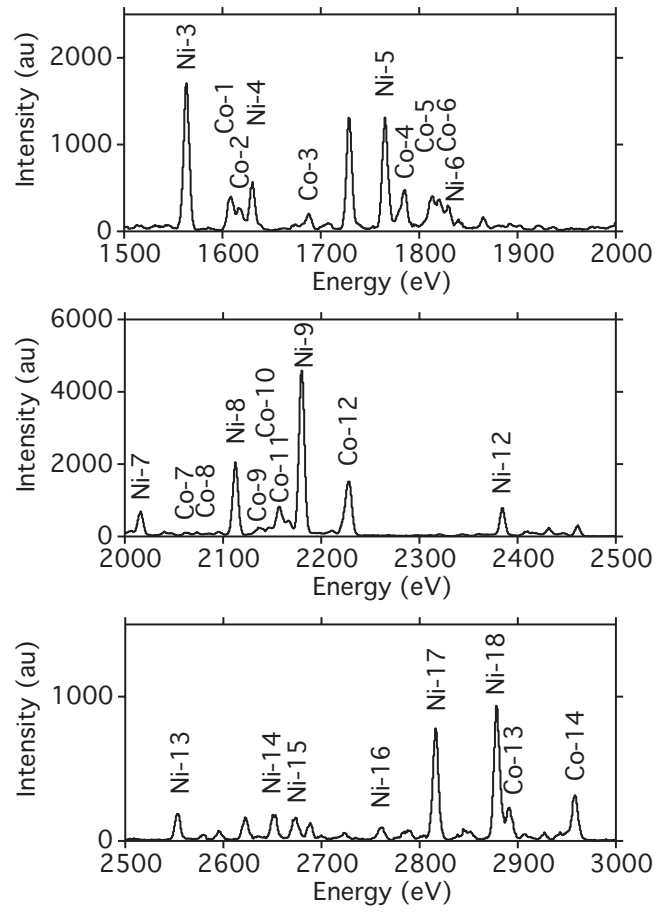 Intensity (au)
2000
1000
0
Ni-3
Co-1
Co-2
Ni-4
Co-3
Ni-5
Co-4
Co-5
Co-6
Ni-6
1500 1600 1700 1800 1900 2000
Energy (eV)
Intensity (au)
6000
4000
2000
0
Ni-7
Co-7
Co-8
Ni-8
Co-9
Co-10
Co-11
Ni-9
Co-12
Ni-12
2000 2100 2200 2300 2400 2500
Energy (eV)
Intensity (au)
1000
0
Ni-13
Ni-14
Ni-15
Ni-16
Ni-17
Ni-18
Co-13
Co-14
2500 2600 2700 2800 2900 3000
Energy (eV)